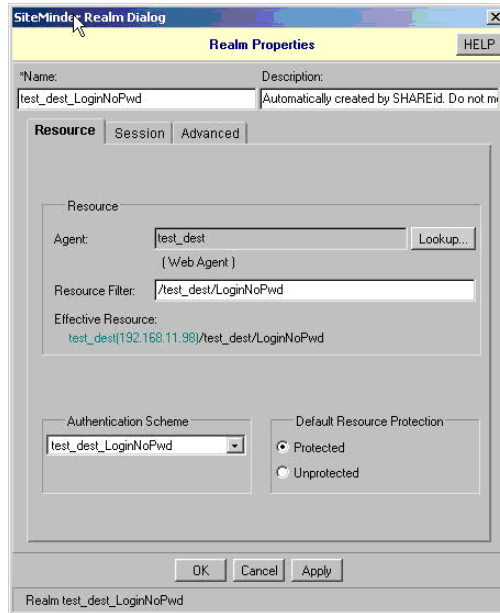 SiteMinder Realm Dialog
Realm Properties
HELP
*Name:
Description:
test_dest_LoginNoPwd
Automatically created by SHAREid. Do not m
Resource
Session
Advanced
Resource
Agent:
test_dest
Lookup...
( Web Agent )
Resource Filter:
/test_dest/LoginNoPwd
Effective Resource:
test_dest(192.168.11.98)/test_dest/LoginNoPwd
Authentication Scheme
test_dest_LoginNoPwd
Default Resource Protection
Protected
Unprotected
OK
Cancel
Apply
Realm test_dest_LoginNoPwd